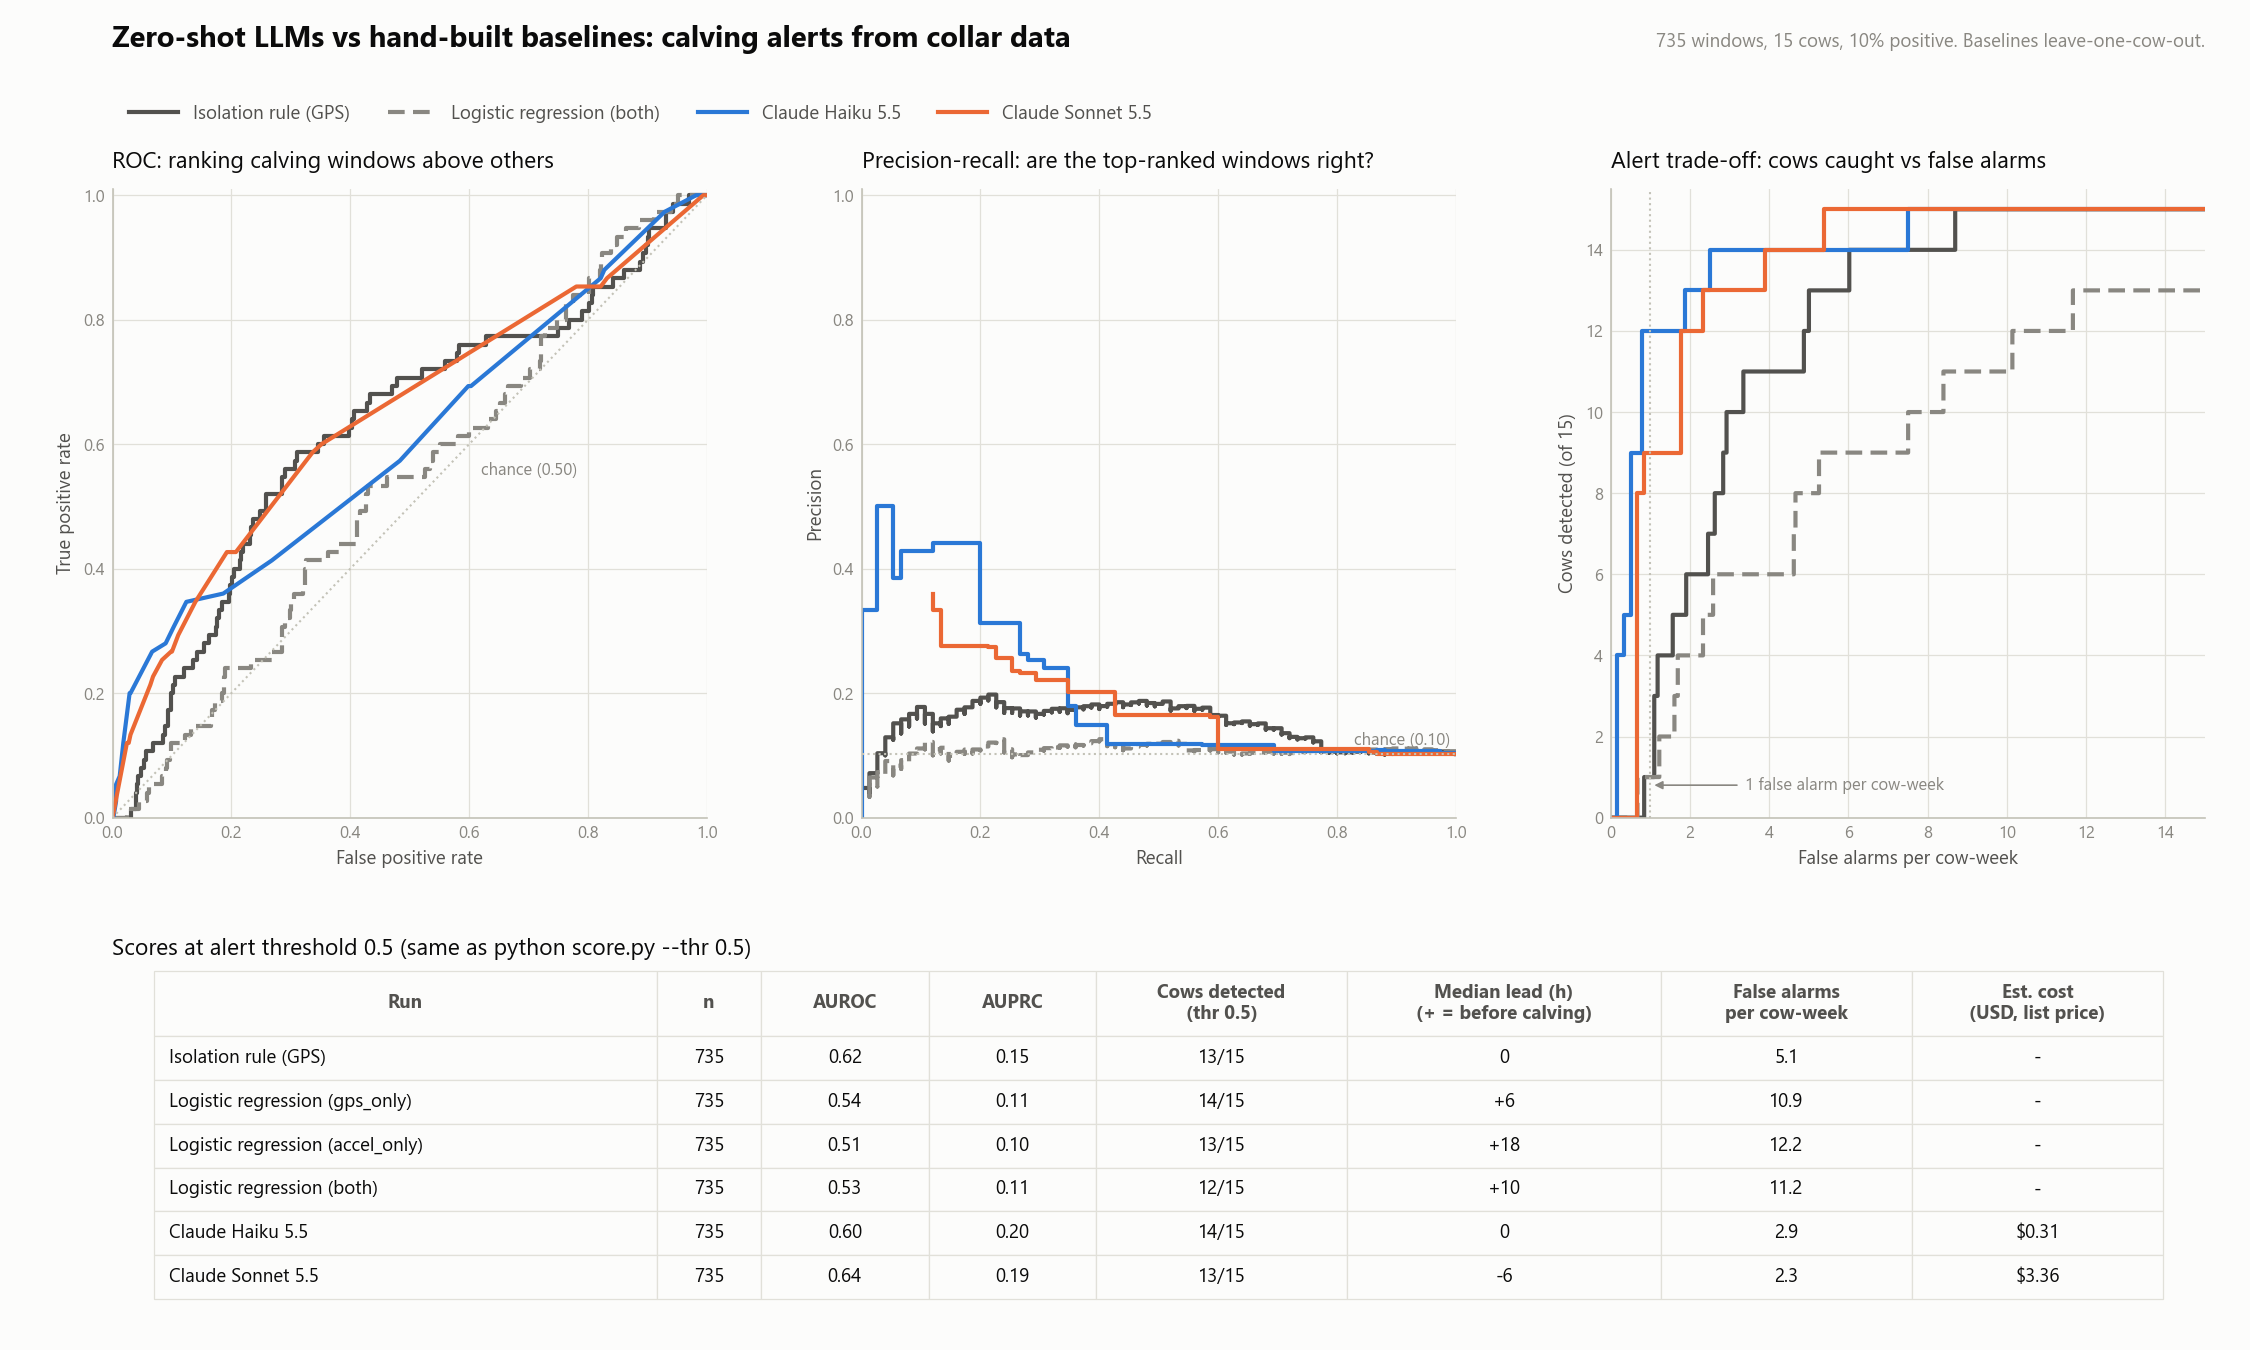 Zero-shot LLMs vs hand-built baselines: calving alerts from collar data
735 windows, 15 cows, 10% positive. Baselines leave-one-cow-out.
Isolation rule (GPS) Logistic regression (both) Claude Haiku 5.5 Claude Sonnet 5.5
ROC: ranking calving windows above others
True positive rate
1.0
0.8
0.6
0.4
0.2
0.0
chance (0.50)
0.0 0.2 0.4 0.6 0.8 1.0
False positive rate
Precision-recall: are the top-ranked windows right?
Precision
1.0
0.8
0.6
0.4
0.2
0.0
chance (0.10)
0.0 0.2 0.4 0.6 0.8 1.0
Recall
Alert trade-off: cows caught vs false alarms
Cows detected (of 15)
14
12
10
8
6
4
2
0
1 false alarm per cow-week
0 2 4 6 8 10 12 14
False alarms per cow-week
Scores at alert threshold 0.5 (same as python score.py --thr 0.5)
Run n AUROC AUPRC Cows detected (thr 0.5) Median lead (h) (+ = before calving) False alarms per cow-week Est. cost (USD, list price)
Isolation rule (GPS) 735 0.62 0.15 13/15 0 5.1 -
Logistic regression (gps_only) 735 0.54 0.11 14/15 +6 10.9 -
Logistic regression (accel_only) 735 0.51 0.10 13/15 +18 12.2 -
Logistic regression (both) 735 0.53 0.11 12/15 +10 11.2 -
Claude Haiku 5.5 735 0.60 0.20 14/15 0 2.9 $0.31
Claude Sonnet 5.5 735 0.64 0.19 13/15 -6 2.3 $3.36